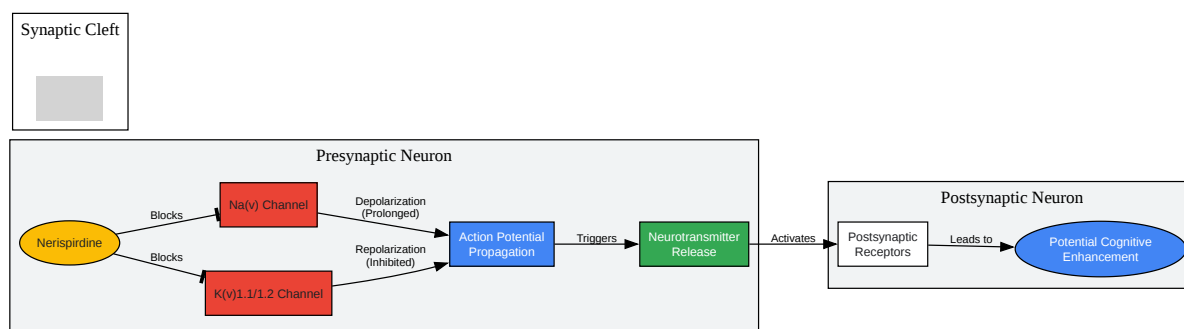 Synaptic Cleft
Presynaptic Neuron
Nerispirdine
Blocks
Blocks
Na(v) Channel
K(v)1.1/1.2 Channel
Depolarization
(Prolonged)
Repolarization
(Inhibited)
Action Potential
Propagation
Triggers
Neurotransmitter
Release
Activates
Postsynaptic Neuron
Postsynaptic
Receptors
Leads to
Potential Cognitive
Enhancement